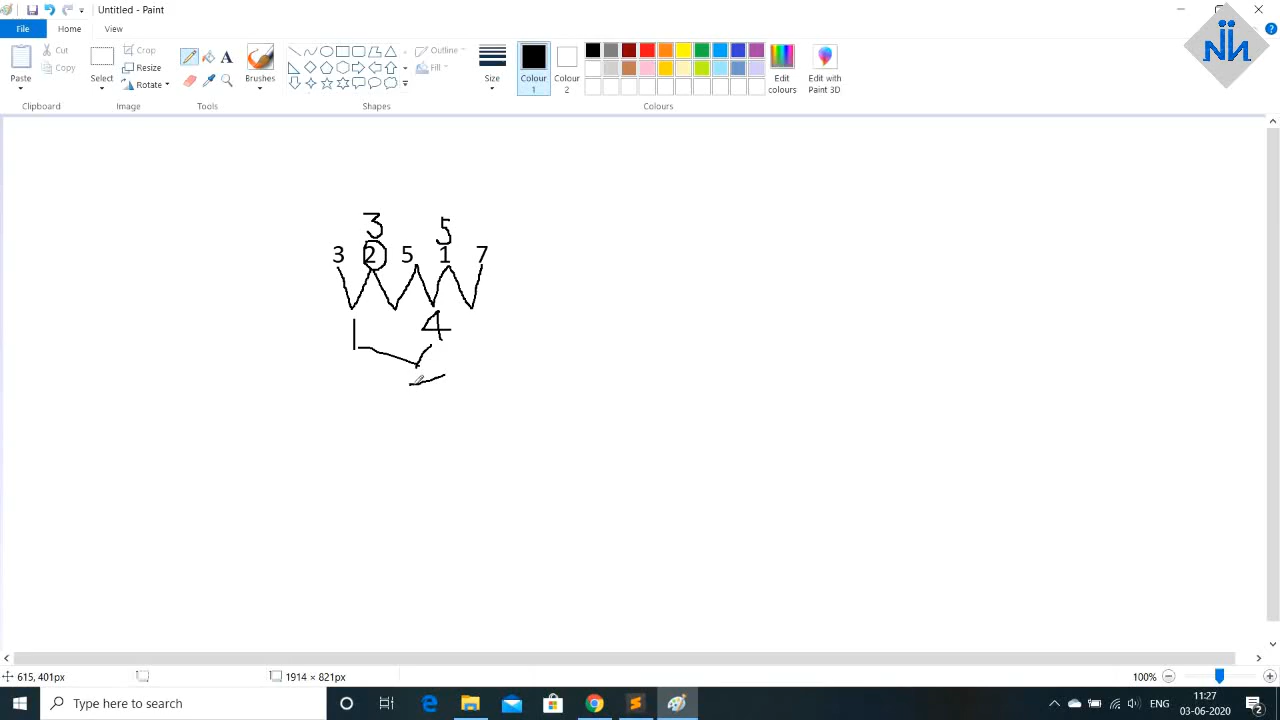 Untitled - Paint
File Home View
Cut
Copy
Paste
Clipboard
Select
Crop
Resize
Rotate
Image
Tools
Brushes
Shapes
Outline
Fill
Size
Colour 1
Colour 2
Edit colours
Edit with Paint 3D
Colours
3 5
3 2 5 1 7
1 4
615, 401px
1914 × 821px
100%
Type here to search
ENG
11:27
03-06-2020
2